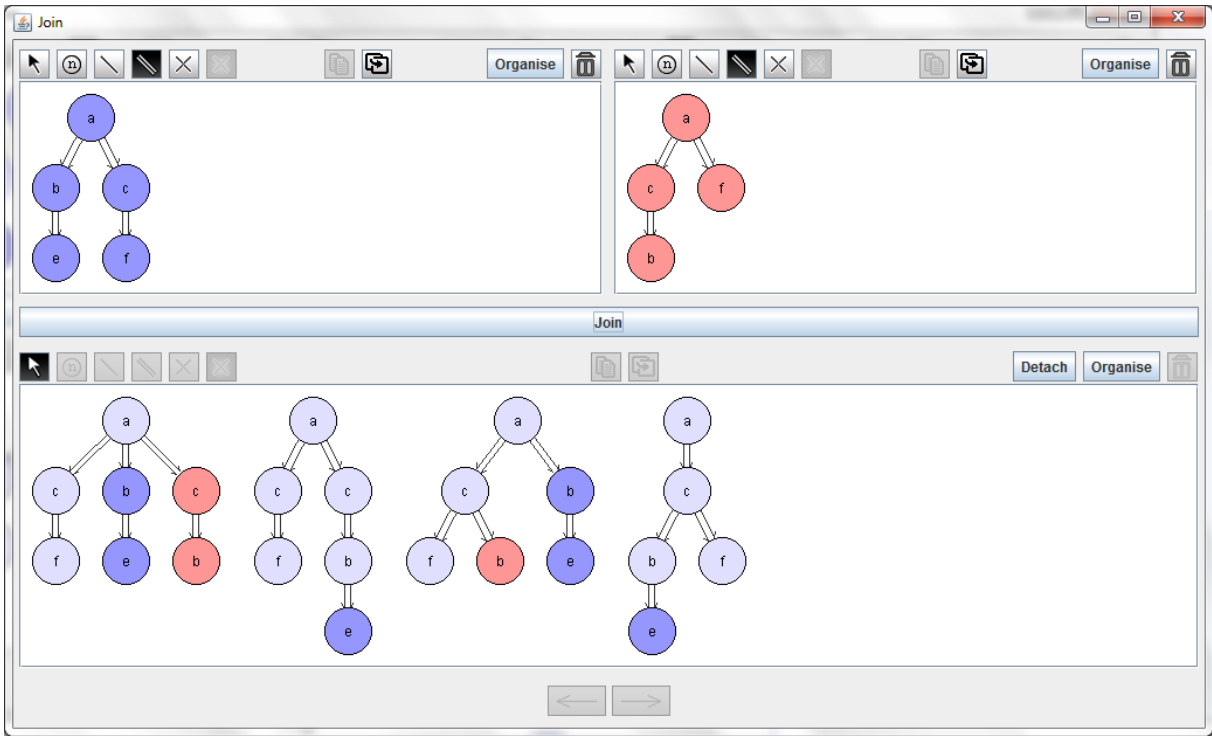 Join
n Organise n Organise
a a
b c c f
e f b
Join
n Detach Organise
a a a a
c b c c c c b c
f e b f b f b e b f
e e